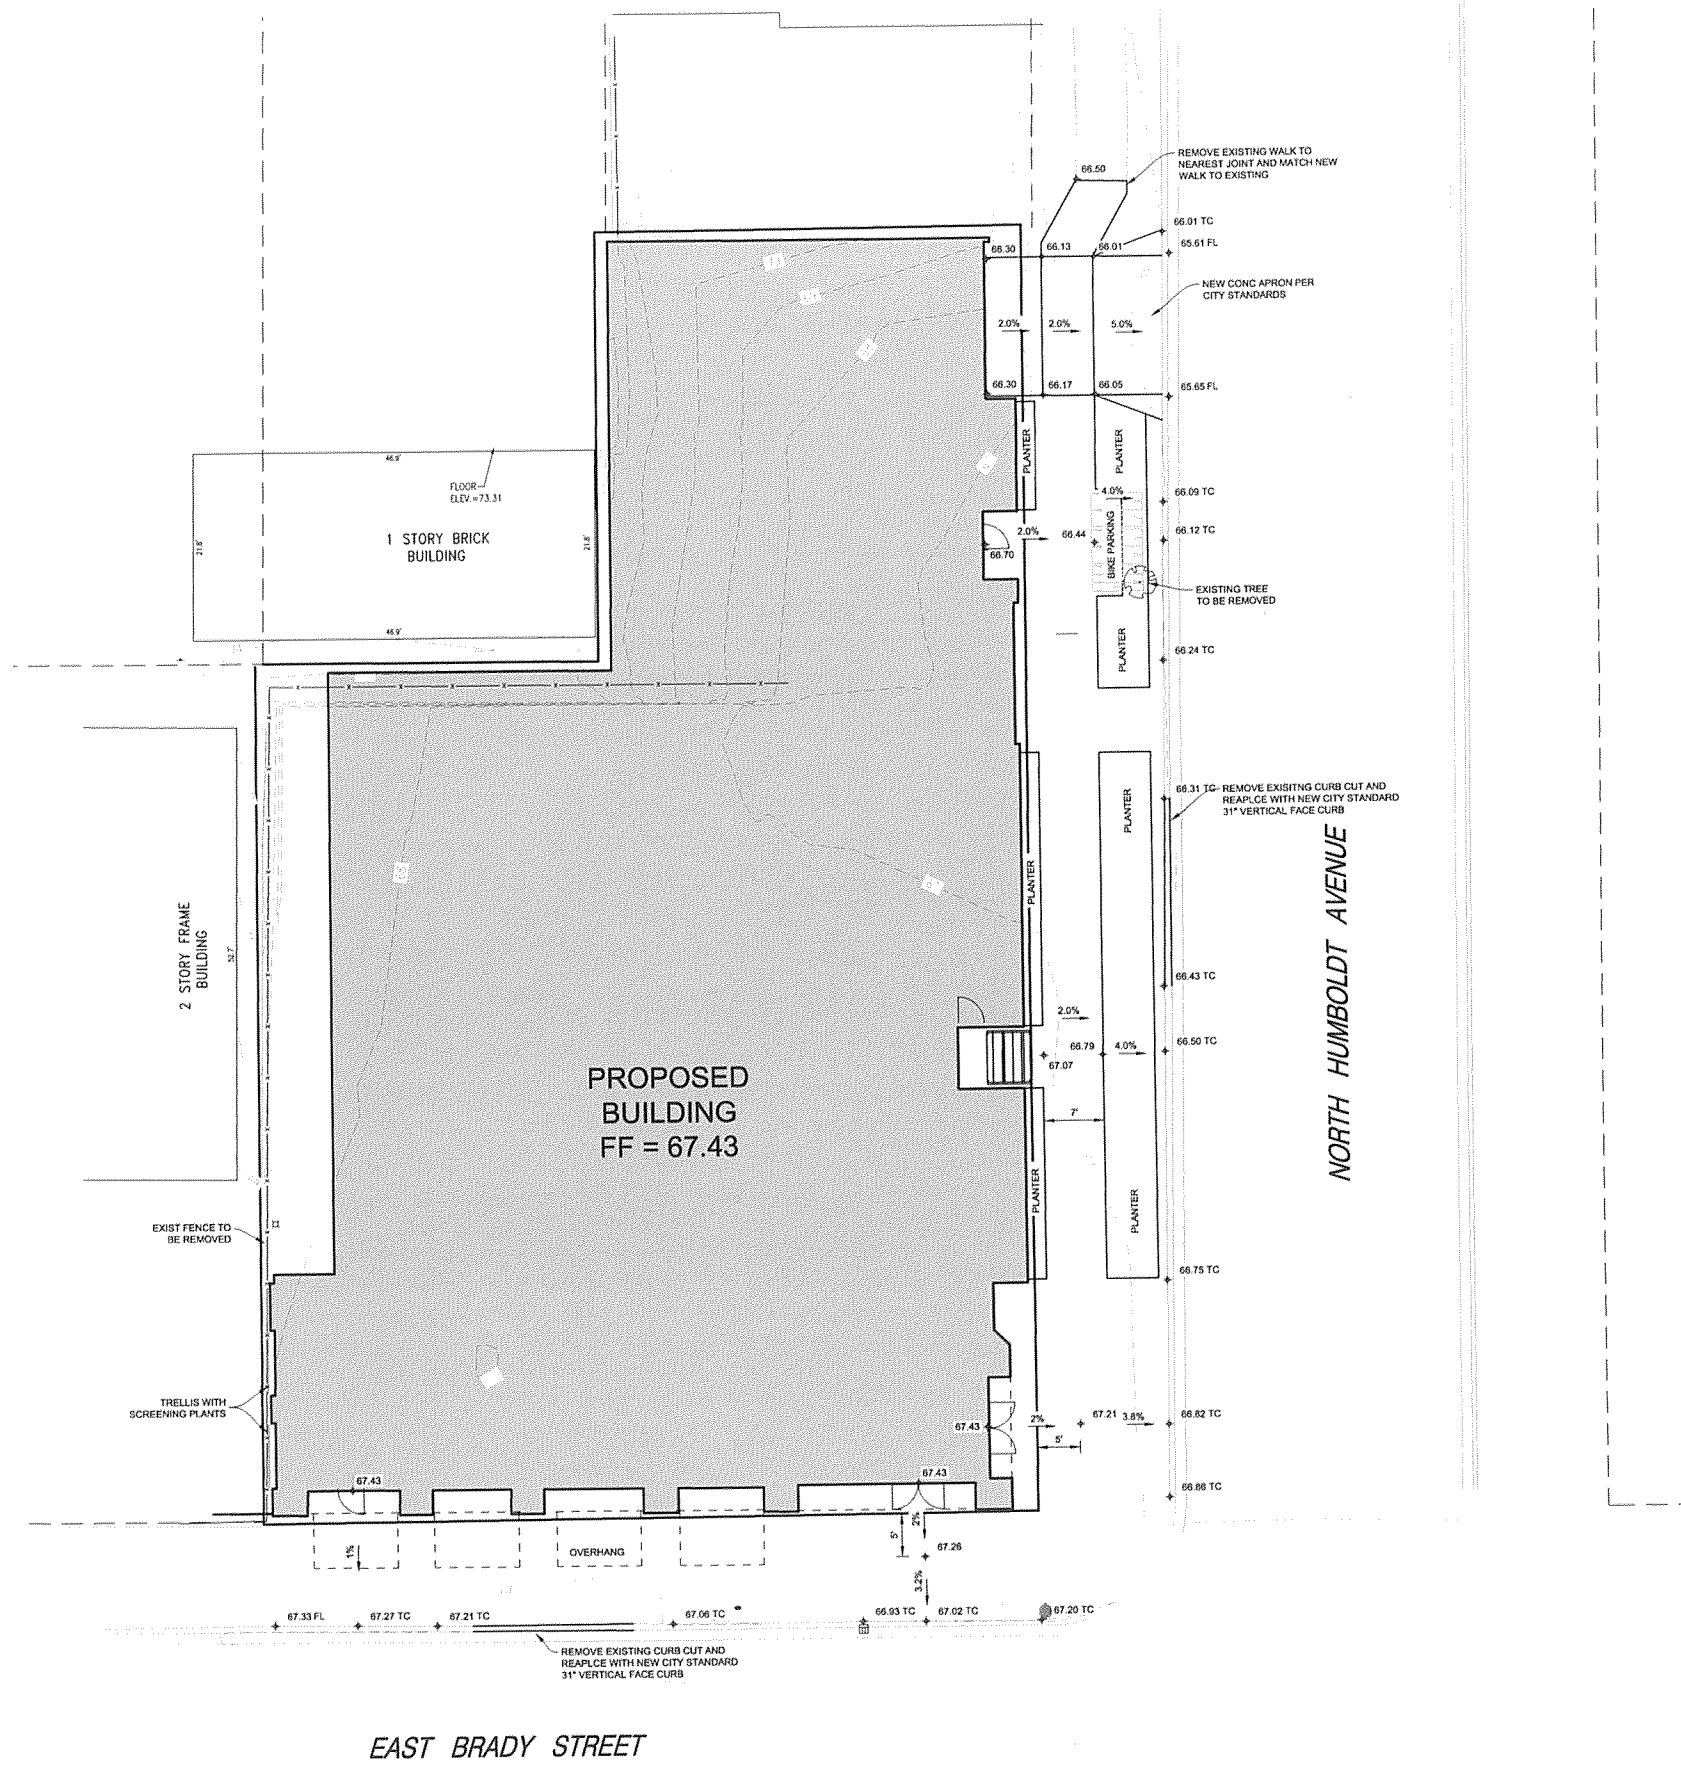 REMOVE EXISTING WALK TO
NEAREST JOINT AND MATCH NEW
WALK TO EXISTING
66.50
66.01 TC
66.30
66.13
66.01
65.61 FL
NEW CONC APRON PER
CITY STANDARDS
2.0%
2.0%
5.0%
66.30
66.17
66.05
65.65 FL
PLANTER
PLANTER
46.9'
FLOOR
ELEV.=73.31
1 STORY BRICK
BUILDING
21.8'
21.8'
46.9'
4.0%
66.09 TC
2.0%
66.44
66.12 TC
66.70
BIKE PARKING
EXISTING TREE
TO BE REMOVED
PLANTER
66.24 TC
66.31 TC
REMOVE EXISITNG CURB CUT AND
REAPLCE WITH NEW CITY STANDARD
31" VERTICAL FACE CURB
PLANTER
PLANTER
NORTH HUMBOLDT AVENUE
2 STORY FRAME
BUILDING
52.7'
66.43 TC
2.0%
66.79
4.0%
66.50 TC
67.07
PROPOSED
BUILDING
FF = 67.43
7'
PLANTER
PLANTER
EXIST FENCE TO
BE REMOVED
66.75 TC
TRELLIS WITH
SCREENING PLANTS
67.43
2%
67.21
3.8%
66.82 TC
5'
67.43
67.43
66.86 TC
1%
OVERHANG
5'
2%
67.26
3.2%
67.33 FL
67.27 TC
67.21 TC
67.06 TC
66.93 TC
67.02 TC
67.20 TC
REMOVE EXISTING CURB CUT AND
REAPLCE WITH NEW CITY STANDARD
31" VERTICAL FACE CURB
EAST BRADY STREET